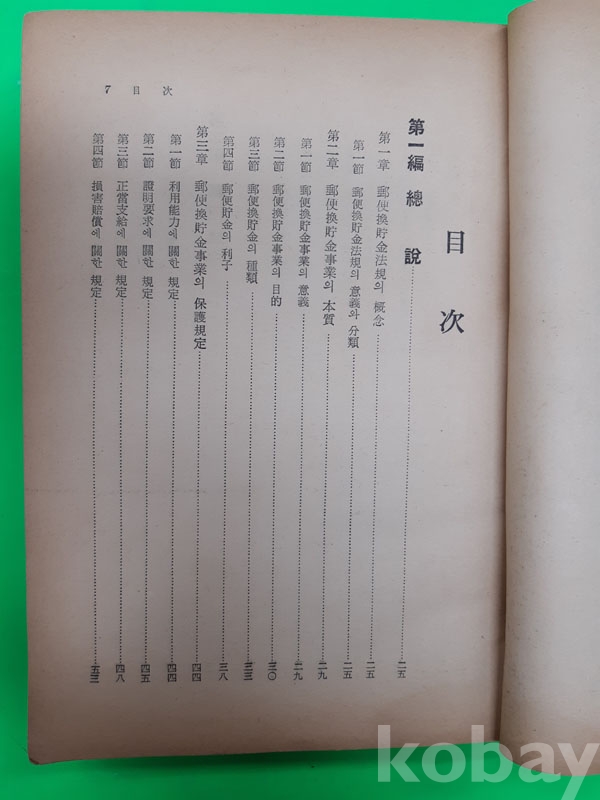 目次
第一編 總說……二五
第一章 郵便換貯金法規의 槪念……二五
第一節 郵便換貯金法規의 意義와 分類……二五
第二章 郵便換貯金事業의 本質……二九
第一節 郵便換貯金事業의 意義……二九
第二節 郵便換貯金事業의 目的……三〇
第三節 郵便換貯金의 種類……三三
第四節 郵便換貯金의 利子……三八
第三章 郵便換貯金事業의 保護規定……四四
第一節 利用能力에 關한 規定……四四
第二節 證明要求에 關한 規定……四五
第三節 正當支給에 關한 規定……四八
第四節 損害賠償에 關한 規定……五三
7 目 次
kobay